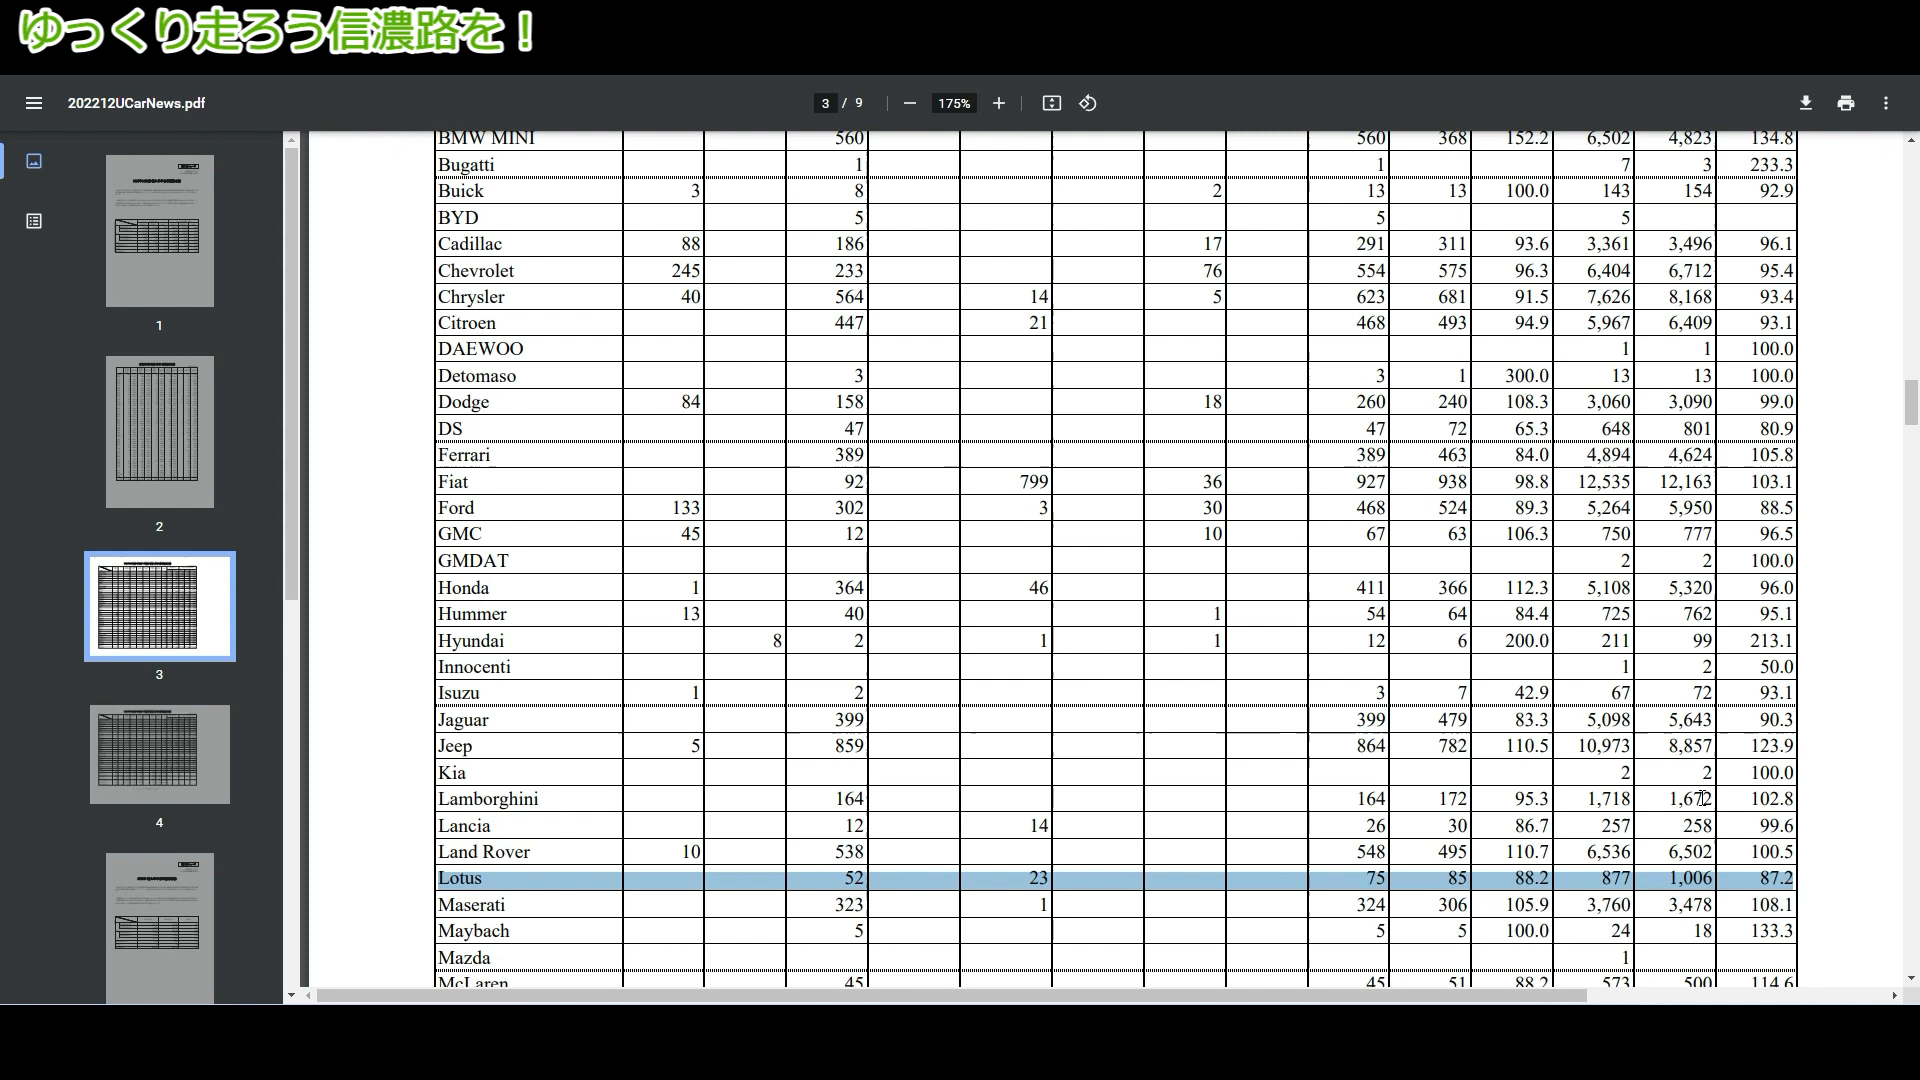 ゆっくり走ろう信濃路を！
202212UCarNews.pdf
3 / 9
175%
1
2
3
4
BMW MINI 560 560 368 152.2 6,502 4,823 134.8
Bugatti 1 1 7 3 233.3
Buick 3 8 2 13 13 100.0 143 154 92.9
BYD 5 5 5
Cadillac 88 186 17 291 311 93.6 3,361 3,496 96.1
Chevrolet 245 233 76 554 575 96.3 6,404 6,712 95.4
Chrysler 40 564 14 5 623 681 91.5 7,626 8,168 93.4
Citroen 447 21 468 493 94.9 5,967 6,409 93.1
DAEWOO 1 1 100.0
Detomaso 3 3 1 300.0 13 13 100.0
Dodge 84 158 18 260 240 108.3 3,060 3,090 99.0
DS 47 47 72 65.3 648 801 80.9
Ferrari 389 389 463 84.0 4,894 4,624 105.8
Fiat 92 799 36 927 938 98.8 12,535 12,163 103.1
Ford 133 302 3 30 468 524 89.3 5,264 5,950 88.5
GMC 45 12 10 67 63 106.3 750 777 96.5
GMDAT 2 2 100.0
Honda 1 364 46 411 366 112.3 5,108 5,320 96.0
Hummer 13 40 1 54 64 84.4 725 762 95.1
Hyundai 8 2 1 1 12 6 200.0 211 99 213.1
Innocenti 1 2 50.0
Isuzu 1 2 3 7 42.9 67 72 93.1
Jaguar 399 399 479 83.3 5,098 5,643 90.3
Jeep 5 859 864 782 110.5 10,973 8,857 123.9
Kia 2 2 100.0
Lamborghini 164 164 172 95.3 1,718 1,672 102.8
Lancia 12 14 26 30 86.7 257 258 99.6
Land Rover 10 538 548 495 110.7 6,536 6,502 100.5
Lotus 52 23 75 85 88.2 877 1,006 87.2
Maserati 323 1 324 306 105.9 3,760 3,478 108.1
Maybach 5 5 5 100.0 24 18 133.3
Mazda 1
McLaren 45 45 51 88.2 573 500 114.6